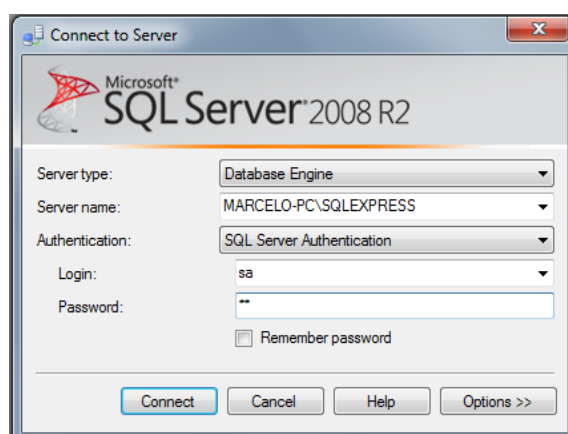 Connect to Server
Microsoft®
SQL Server® 2008 R2
Server type: Database Engine
Server name: MARCELO-PC\SQLEXPRESS
Authentication: SQL Server Authentication
Login: sa
Password: **
Remember password
Connect Cancel Help Options >>